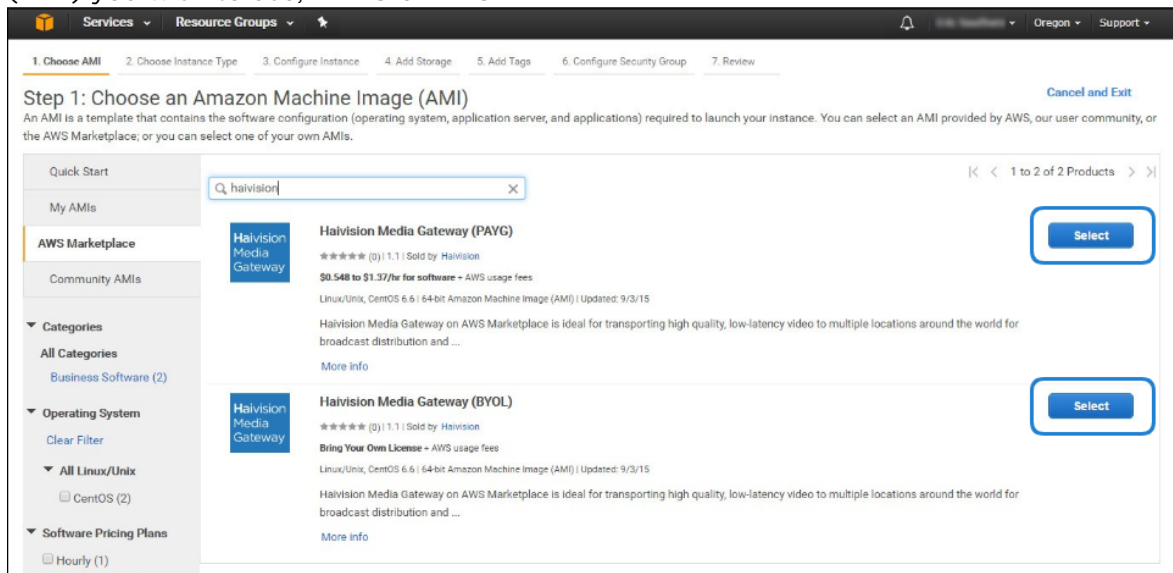 Services Resource Groups Oregon Support
1. Choose AMI 2. Choose Instance Type 3. Configure Instance 4. Add Storage 5. Add Tags 6. Configure Security Group 7. Review
Step 1: Choose an Amazon Machine Image (AMI)
Cancel and Exit
An AMI is a template that contains the software configuration (operating system, application server, and applications) required to launch your instance. You can select an AMI provided by AWS, our user community, or
the AWS Marketplace; or you can select one of your own AMIs.
Quick Start
My AMIs
AWS Marketplace
Community AMIs
Categories
All Categories
Business Software (2)
Operating System
Clear Filter
All Linux/Unix
CentOS (2)
Software Pricing Plans
Hourly (1)
haivision
1 to 2 of 2 Products
Haivision
Media
Gateway
Haivision Media Gateway (PAYG)
(0) | 1.1 | Sold by Haivision
$0.548 to $1.37/hr for software + AWS usage fees
Linux/Unix, CentOS 6.6 | 64-bit Amazon Machine Image (AMI) | Updated: 9/3/15
Haivision Media Gateway on AWS Marketplace is ideal for transporting high quality, low-latency video to multiple locations around the world for
broadcast distribution and ...
More info
Select
Haivision
Media
Gateway
Haivision Media Gateway (BYOL)
(0) | 1.1 | Sold by Haivision
Bring Your Own License + AWS usage fees
Linux/Unix, CentOS 6.6 | 64-bit Amazon Machine Image (AMI) | Updated: 9/3/15
Haivision Media Gateway on AWS Marketplace is ideal for transporting high quality, low-latency video to multiple locations around the world for
broadcast distribution and ...
More info
Select